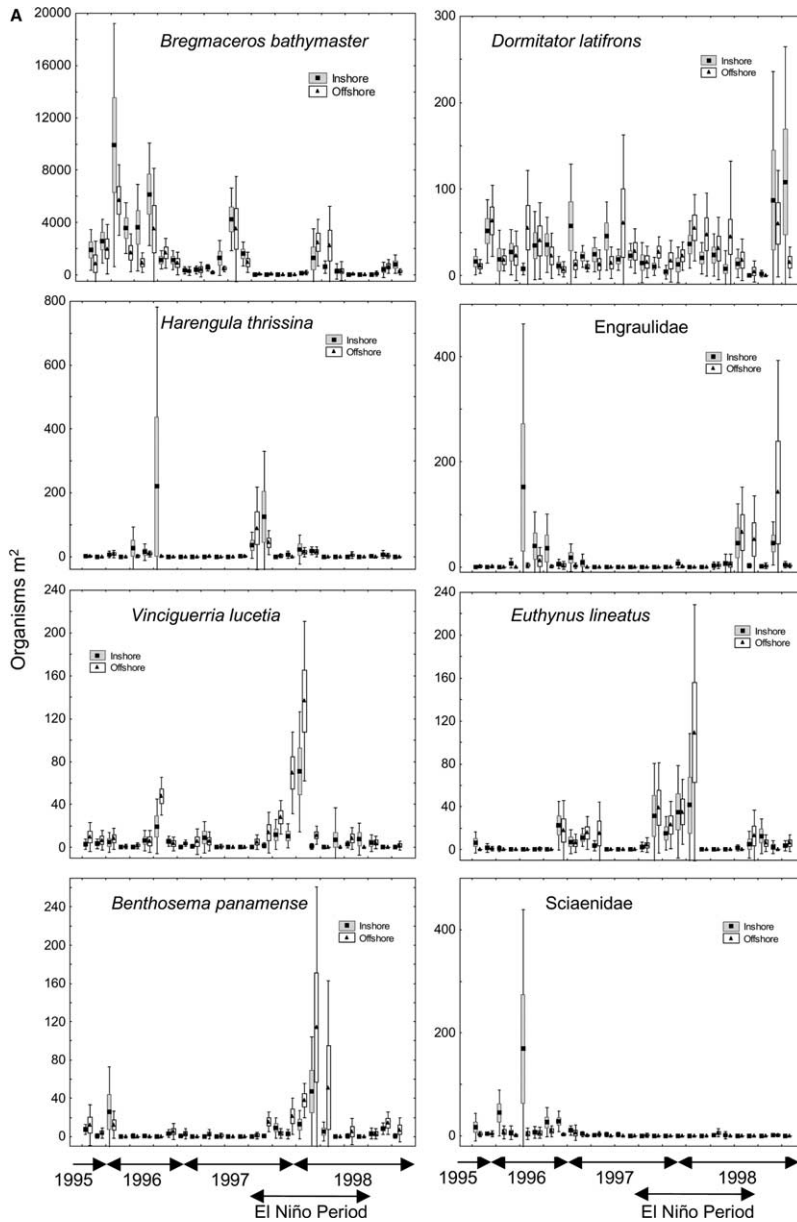 A
Bregmaceros bathymaster
20000
16000
12000
8000
4000
0
Inshore
Offshore
Dormitator latifrons
300
200
100
50
0
Inshore
Offshore
Harengula thrissina
800
600
400
200
0
Inshore
Offshore
Engraulidae
400
200
0
Inshore
Offshore
Organisms m²
Vinciguerria lucetia
240
200
160
120
80
40
0
Inshore
Offshore
Euthynus lineatus
240
200
160
120
80
40
0
Inshore
Offshore
Benthosema panamense
240
200
160
120
80
40
0
Inshore
Offshore
Sciaenidae
400
200
0
Inshore
Offshore
1995 1996 1997 1998
El Niño Period
1995 1996 1997 1998
El Niño Period